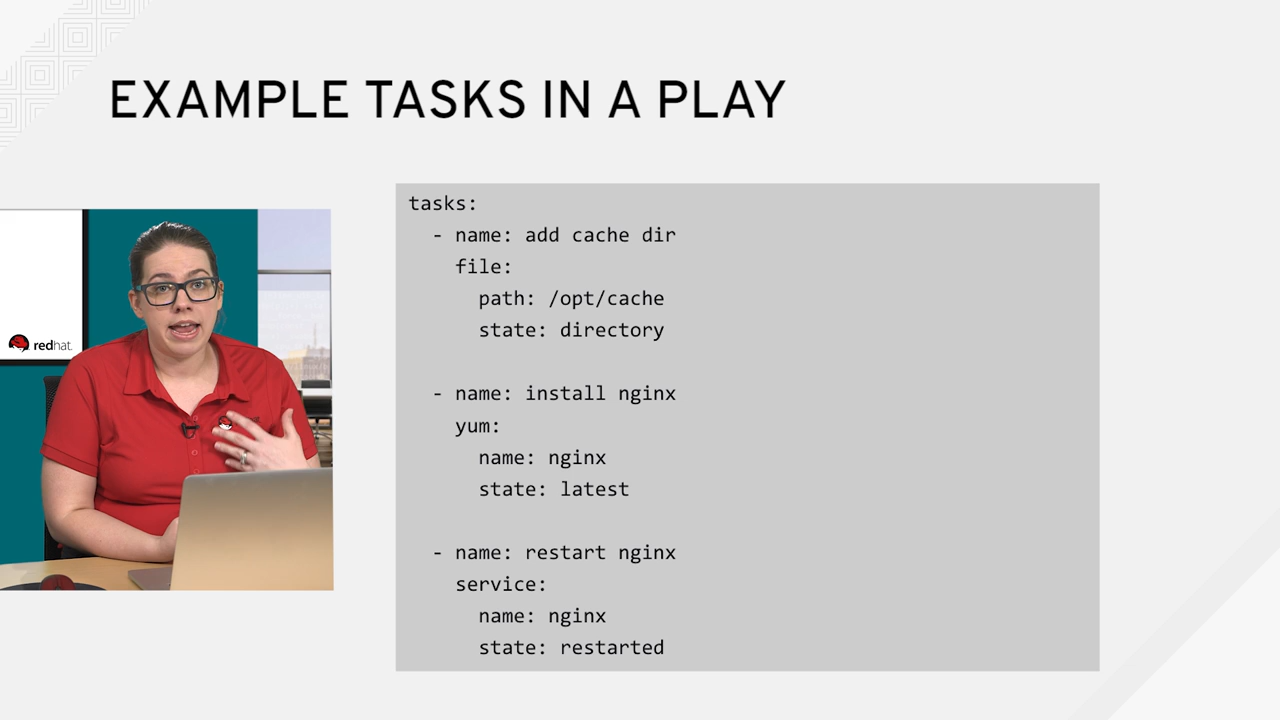 EXAMPLE TASKS IN A PLAY
redhat.
tasks:
  - name: add cache dir
    file:
      path: /opt/cache
      state: directory
  - name: install nginx
    yum:
      name: nginx
      state: latest
  - name: restart nginx
    service:
      name: nginx
      state: restarted